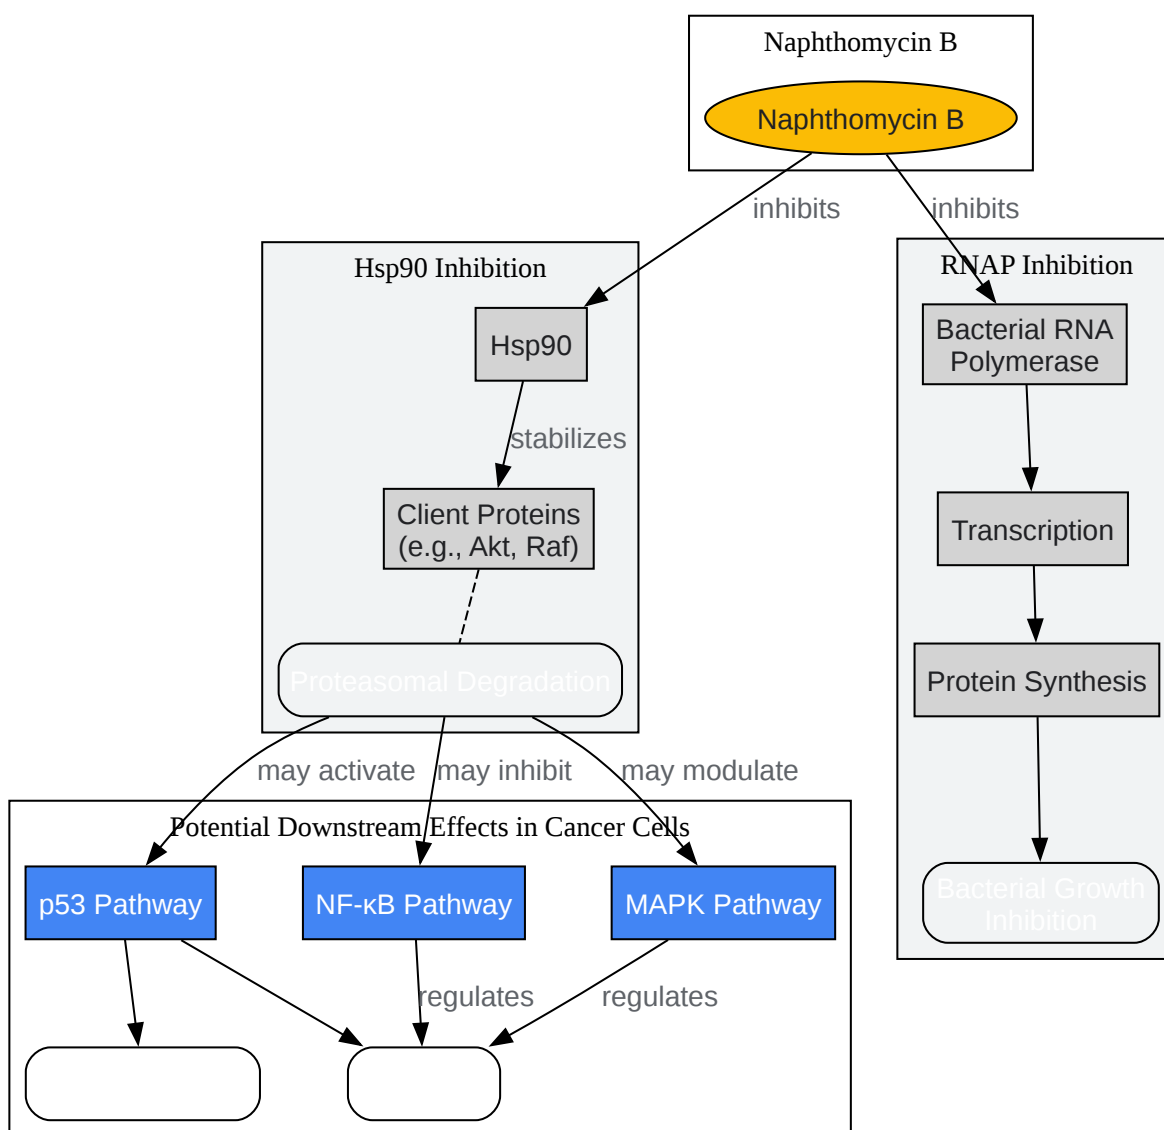 Naphthomycin B
Naphthomycin B
inhibits
inhibits
Hsp90 Inhibition
Hsp90
stabilizes
Client Proteins
(e.g., Akt, Raf)
Proteasomal Degradation
RNAP Inhibition
Bacterial RNA
Polymerase
Transcription
Protein Synthesis
Bacterial Growth
Inhibition
may activate
may inhibit
may modulate
Potential Downstream Effects in Cancer Cells
p53 Pathway
NF-κB Pathway
MAPK Pathway
regulates
regulates